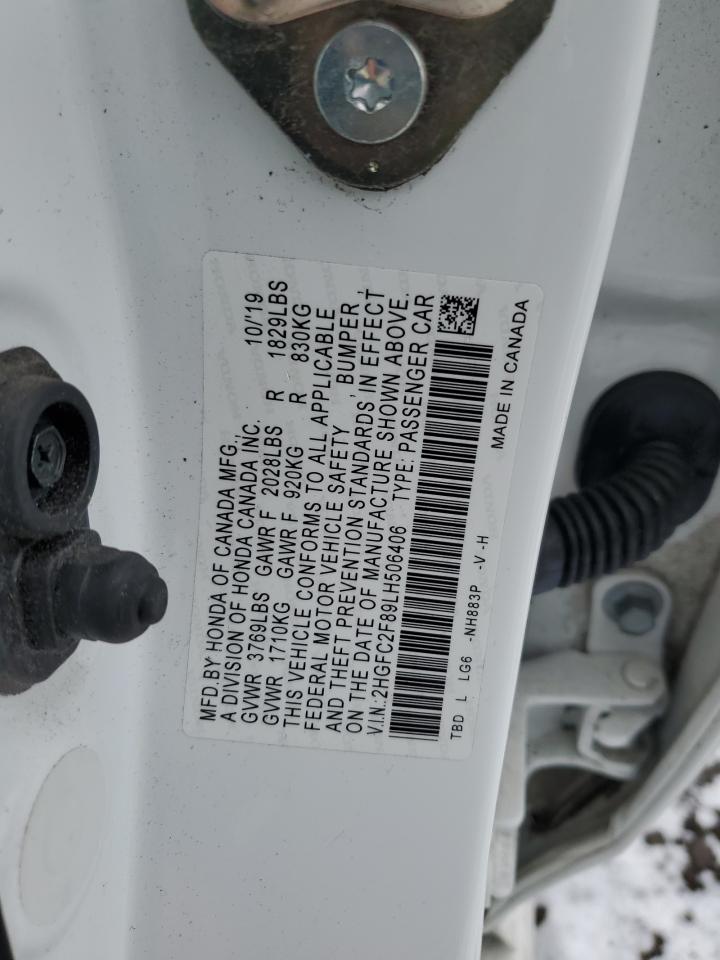 MFD.BY HONDA OF CANADA MFG.,
A DIVISION OF HONDA CANADA INC. 10/'19
GVWR 3769LBS GAWR F 2028LBS R 1829LBS
GVWR 1710KG GAWR F 920KG R 830KG
THIS VEHICLE CONFORMS TO ALL APPLICABLE
FEDERAL MOTOR VEHICLE SAFETY , BUMPER ,
AND THEFT PREVENTION STANDARDS IN EFFECT
ON THE DATE OF MANUFACTURE SHOWN ABOVE.
V.I.N.:2HGFC2F89LH506406 TYPE: PASSENGER CAR
TBD L LG6 -NH883P -V -H
MADE IN CANADA